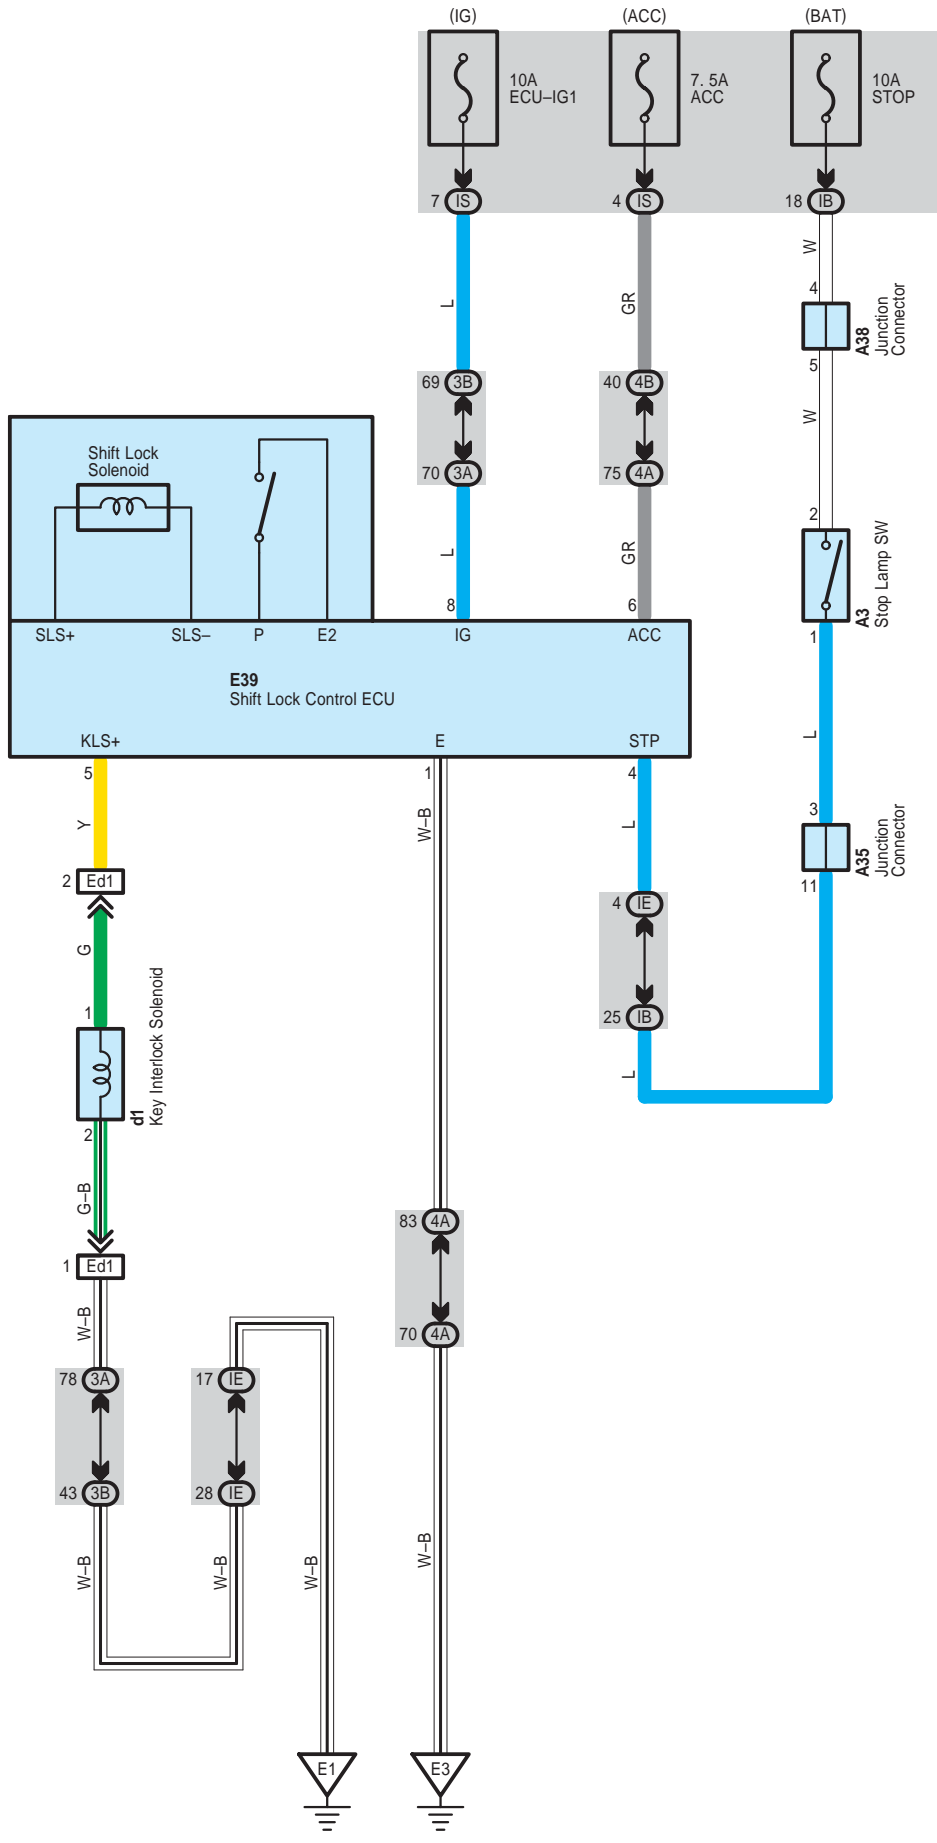 (IG)
(ACC)
(BAT)
10A
ECU–IG1
7. 5A
ACC
10A
STOP
7 IS
4 IS
18 IB
W
L
GR
4
A38
Junction
Connector
5
69 3B
40 4B
W
70 3A
75 4A
Shift Lock
Solenoid
2
L
GR
A3
Stop Lamp SW
8
6
1
SLS+
SLS–
P
E2
IG
ACC
E39
Shift Lock Control ECU
KLS+
E
STP
5
1
4
L
Y
W–B
L
3
A35
Junction
Connector
11
2 Ed1
4 IE
G
1
25 IB
d1
Key Interlock Solenoid
L
2
G–B
83 4A
1 Ed1
W–B
70 4A
78 3A
17 IE
43 3B
28 IE
W–B
W–B
W–B
W–B
E1
E3